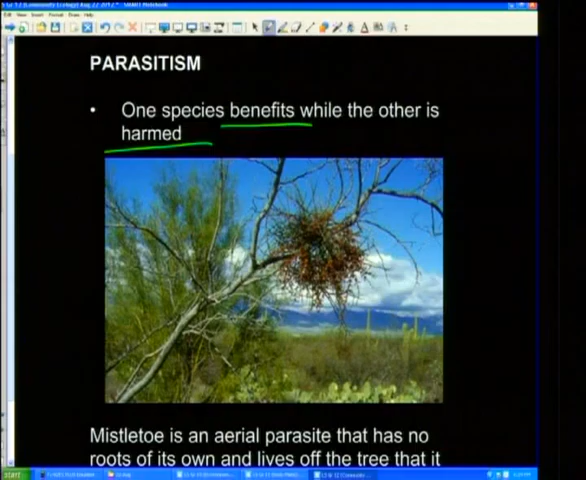 PARASITISM
• One species benefits while the other is
harmed
Mistletoe is an aerial parasite that has no
roots of its own and lives off the tree that it
start